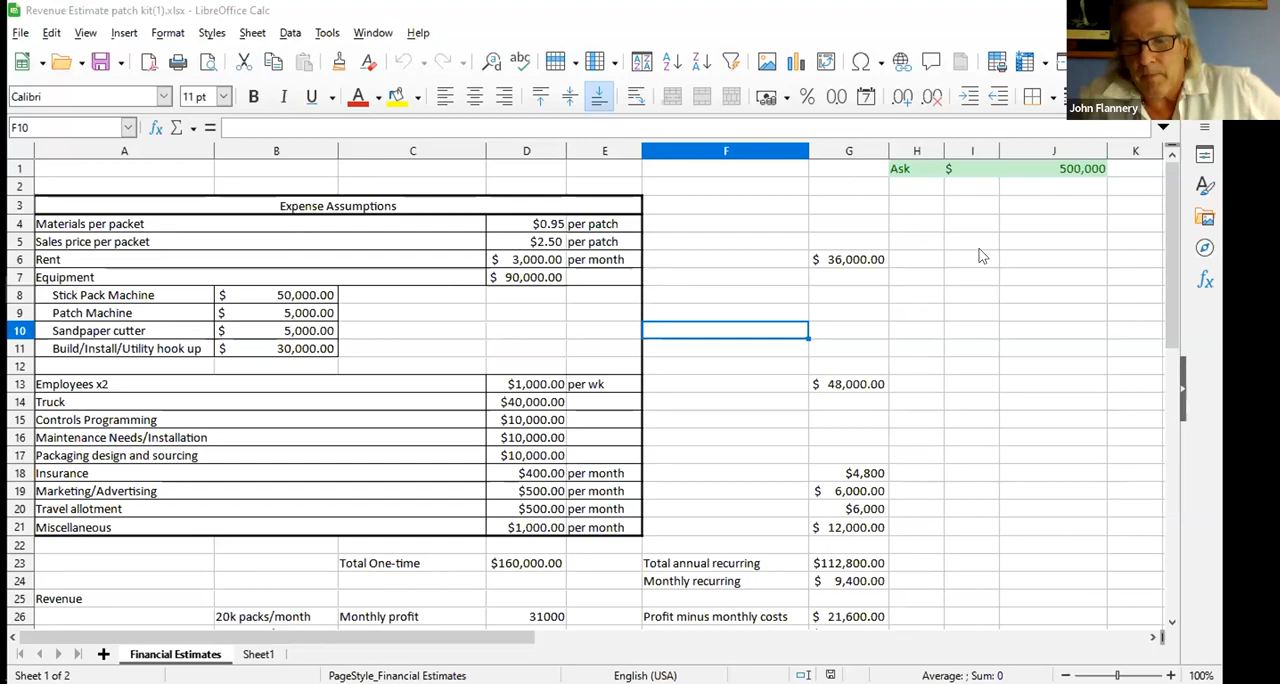 Revenue Estimate patch kit(1).xlsx - LibreOffice Calc
File Edit View Insert Format Styles Sheet Data Tools Window Help
John Flannery
Calibri 11 pt
F10
A B C D E F G H I J K
1 Ask $ 500,000
2
3 Expense Assumptions
4 Materials per packet $0.95 per patch
5 Sales price per packet $2.50 per patch
6 Rent $ 3,000.00 per month $ 36,000.00
7 Equipment $ 90,000.00
8 Stick Pack Machine $ 50,000.00
9 Patch Machine $ 5,000.00
10 Sandpaper cutter $ 5,000.00
11 Build/Install/Utility hook up $ 30,000.00
12
13 Employees x2 $1,000.00 per wk $ 48,000.00
14 Truck $40,000.00
15 Controls Programming $10,000.00
16 Maintenance Needs/Installation $10,000.00
17 Packaging design and sourcing $10,000.00
18 Insurance $400.00 per month $4,800
19 Marketing/Advertising $500.00 per month $ 6,000.00
20 Travel allotment $500.00 per month $6,000
21 Miscellaneous $1,000.00 per month $ 12,000.00
22
23 Total One-time $160,000.00 Total annual recurring $112,800.00
24 Monthly recurring $ 9,400.00
25 Revenue
26 20k packs/month Monthly profit 31000 Profit minus monthly costs $ 21,600.00
Financial Estimates Sheet1
Sheet 1 of 2 PageStyle_Financial Estimates English (USA) Average: ; Sum: 0 100%